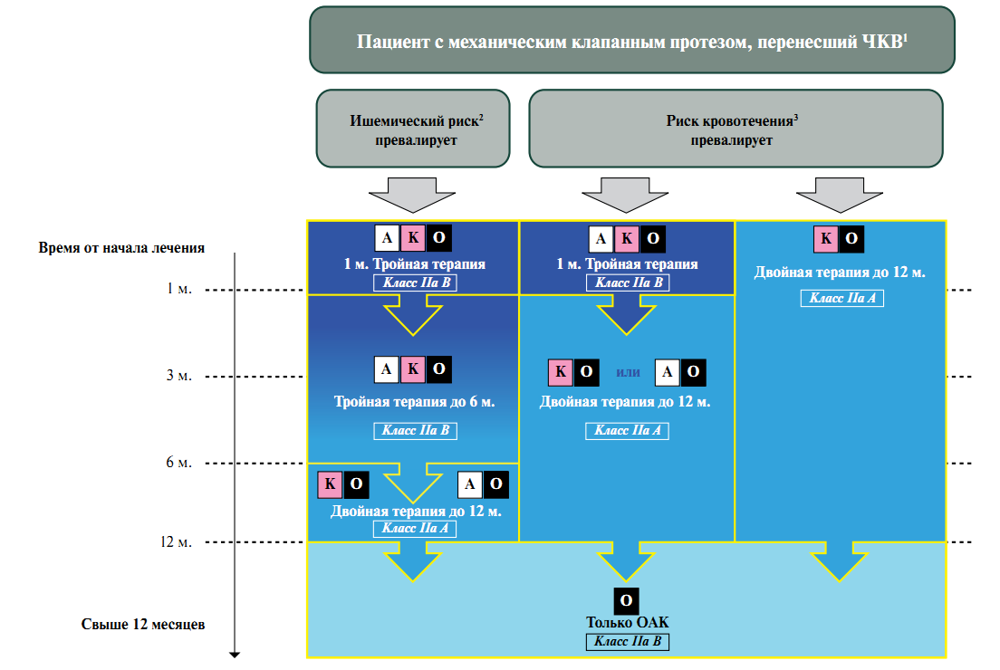 Пациент с механическим клапанным протезом, перенесший ЧКВ¹
Ишемический риск²
превалирует
Риск кровотечения³
превалирует
Время от начала лечения
А К О
1 м. Тройная терапия
Класс IIa B
А К О
1 м. Тройная терапия
Класс IIa B
К О
Двойная терапия до 12 м.
Класс IIa A
1 м.
А К О
Тройная терапия до 6 м.
Класс IIa B
К О или А О
Двойная терапия до 12 м.
Класс IIa A
3 м.
6 м.
К О А О
Двойная терапия до 12 м.
Класс IIa A
12 м.
О
Только ОАК
Класс IIa B
Свыше 12 месяцев